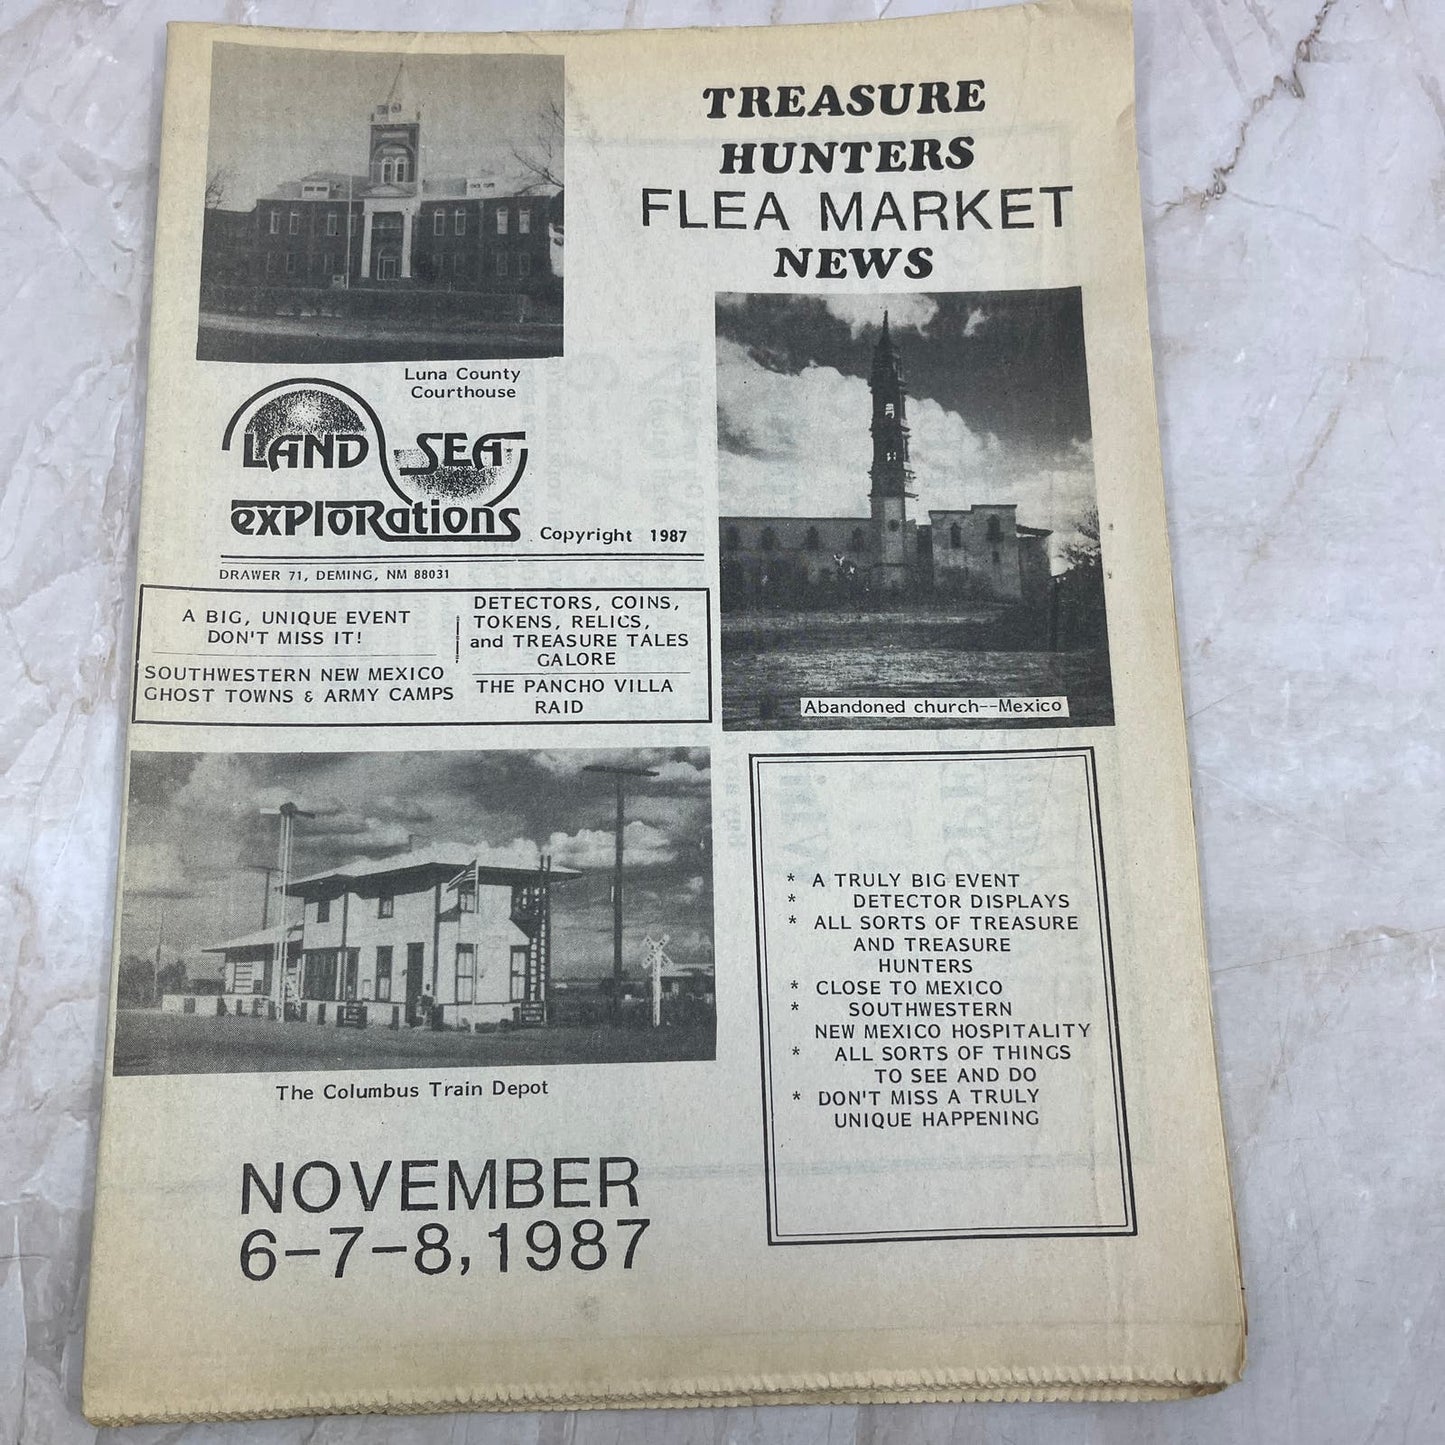 TREASURE
HUNTERS
FLEA MARKET
NEWS
Luna County
Courthouse
LAND SEA
exPloRations
Copyright 1987
DRAWER 71, DEMING, NM 88031
A BIG, UNIQUE EVENT
DON'T MISS IT!
SOUTHWESTERN NEW MEXICO
GHOST TOWNS & ARMY CAMPS
DETECTORS, COINS,
TOKENS, RELICS,
and TREASURE TALES
GALORE
THE PANCHO VILLA
RAID
Abandoned church--Mexico
The Columbus Train Depot
* A TRULY BIG EVENT
* DETECTOR DISPLAYS
* ALL SORTS OF TREASURE
AND TREASURE
HUNTERS
* CLOSE TO MEXICO
* SOUTHWESTERN
NEW MEXICO HOSPITALITY
* ALL SORTS OF THINGS
TO SEE AND DO
* DON'T MISS A TRULY
UNIQUE HAPPENING
NOVEMBER
6-7-8, 1987